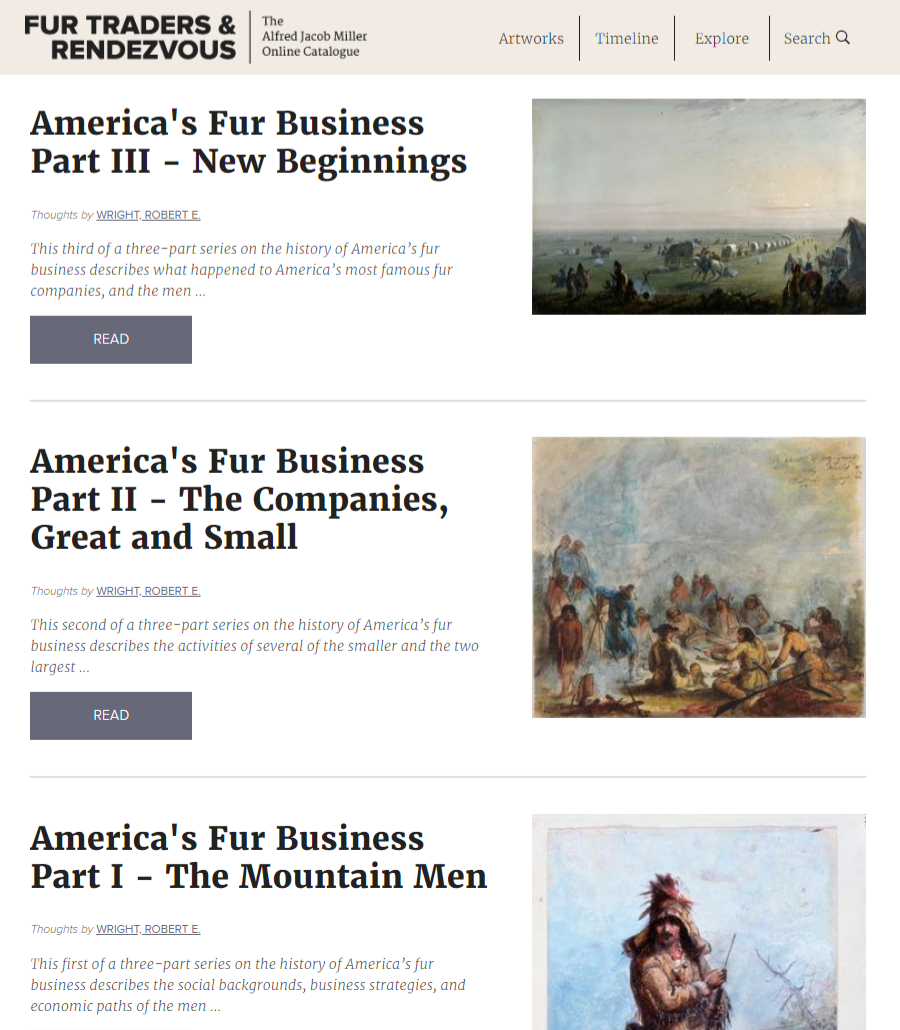 FUR TRADERS &
RENDEZVOUS
The
Alfred Jacob Miller
Online Catalogue
Artworks
Timeline
Explore
Search
America's Fur Business
Part III - New Beginnings
Thoughts by WRIGHT, ROBERT E.
This third of a three-part series on the history of America’s fur
business describes what happened to America’s most famous fur
companies, and the men ...
READ
America's Fur Business
Part II - The Companies,
Great and Small
Thoughts by WRIGHT, ROBERT E.
This second of a three-part series on the history of America’s fur
business describes the activities of several of the smaller and the two
largest ...
READ
America's Fur Business
Part I - The Mountain Men
Thoughts by WRIGHT, ROBERT E.
This first of a three-part series on the history of America’s fur
business describes the social backgrounds, business strategies, and
economic paths of the men ...